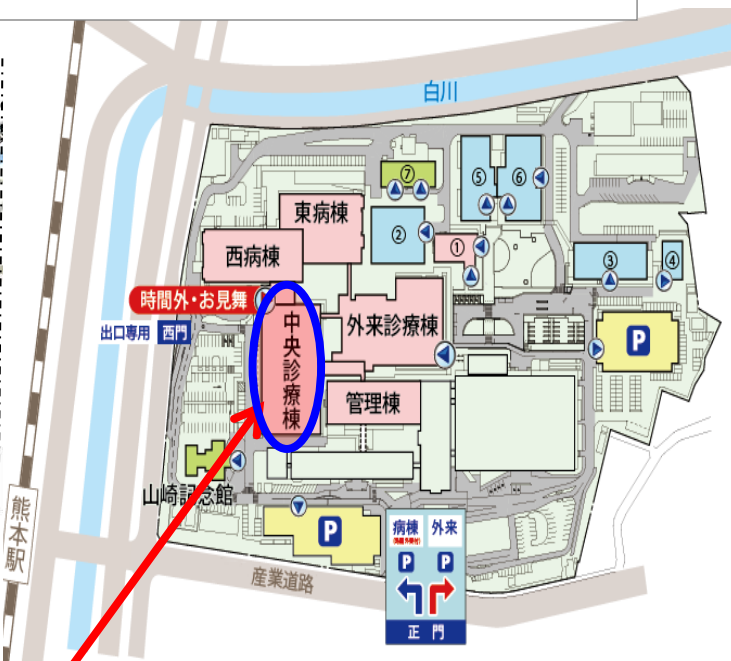 白川
⑦
⑤
⑥
東病棟
②
①
西病棟
③
④
時間外・お見舞
中央診療棟
外来診療棟
出口専用 西門
P
管理棟
山崎記念館
熊本駅
P
病棟 外来
P P
産業道路
正門